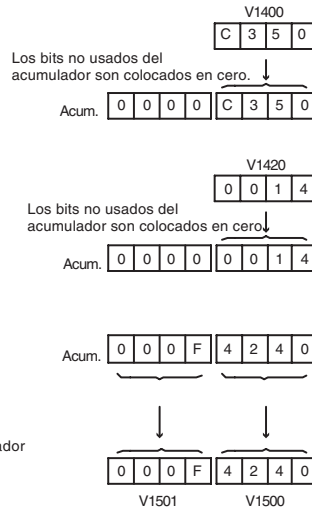 V1400
C 3 5 0
Los bits no usados del
acumulador son colocados en cero.
Acum. 0 0 0 0 C 3 5 0
V1420
0 0 1 4
Los bits no usados del
acumulador son colocados en cero
Acum. 0 0 0 0 0 0 1 4
Acum. 0 0 0 F 4 2 4 0
ador
0 0 0 F 4 2 4 0
V1501 V1500